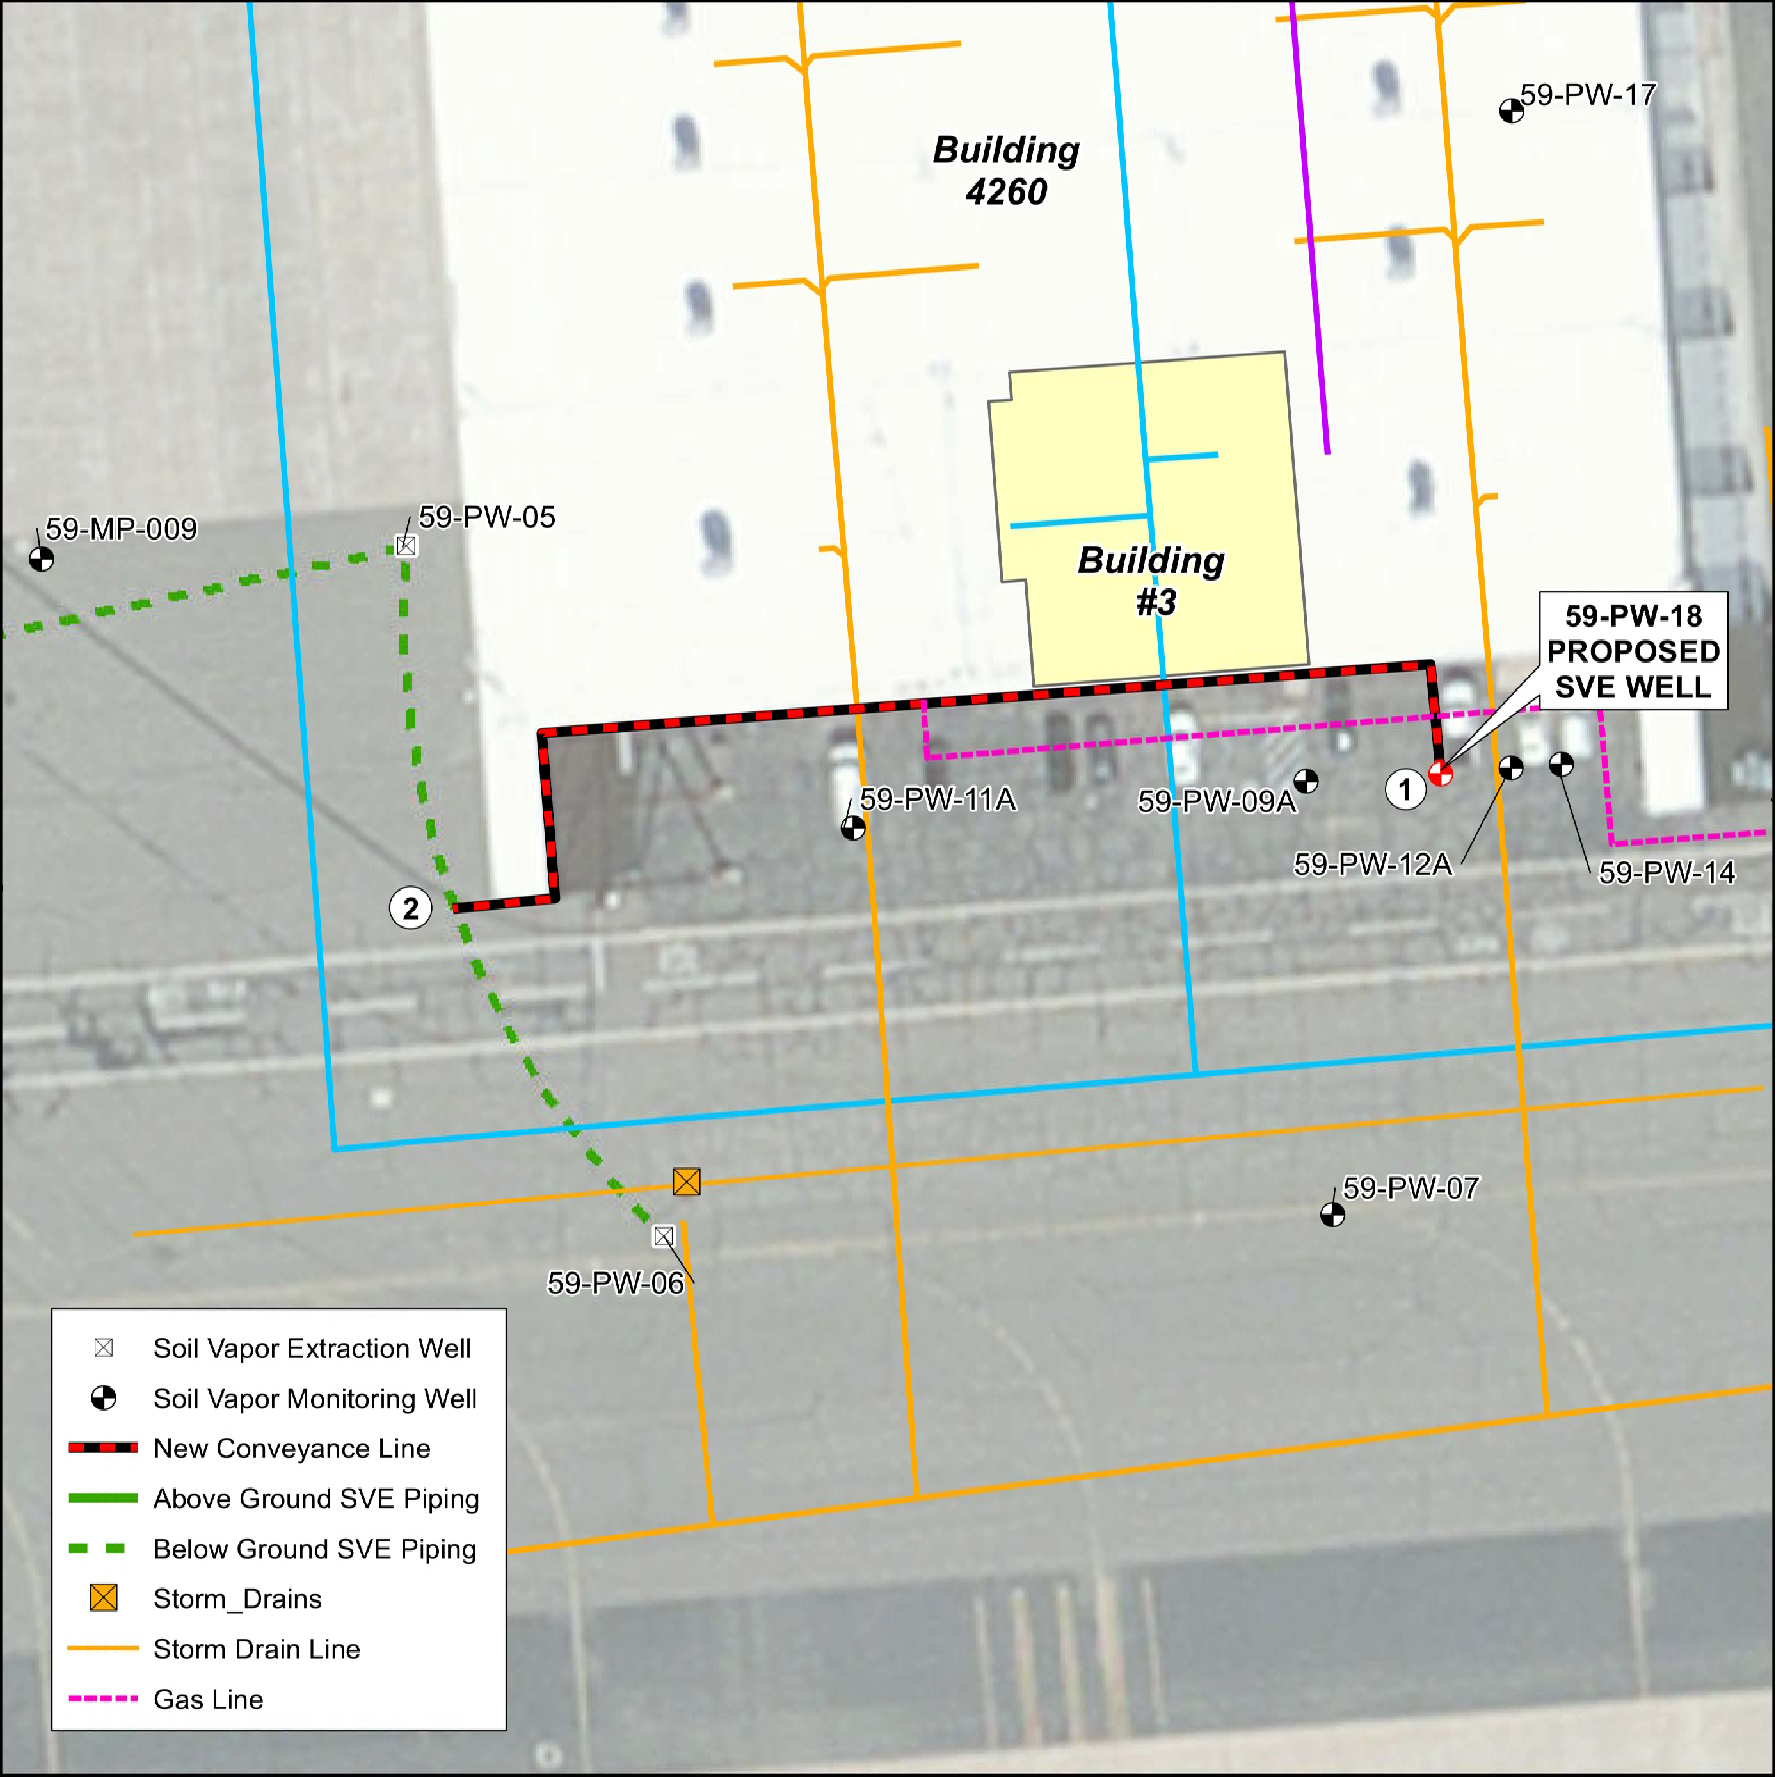 59-PW-17
Building
4260
59-MP-009
59-PW-05
Building
#3
59-PW-18
PROPOSED
SVE WELL
59-PW-11A
59-PW-09A
1
59-PW-12A
59-PW-14
2
59-PW-07
59-PW-06
Soil Vapor Extraction Well
Soil Vapor Monitoring Well
New Conveyance Line
Above Ground SVE Piping
Below Ground SVE Piping
Storm_Drains
Storm Drain Line
Gas Line